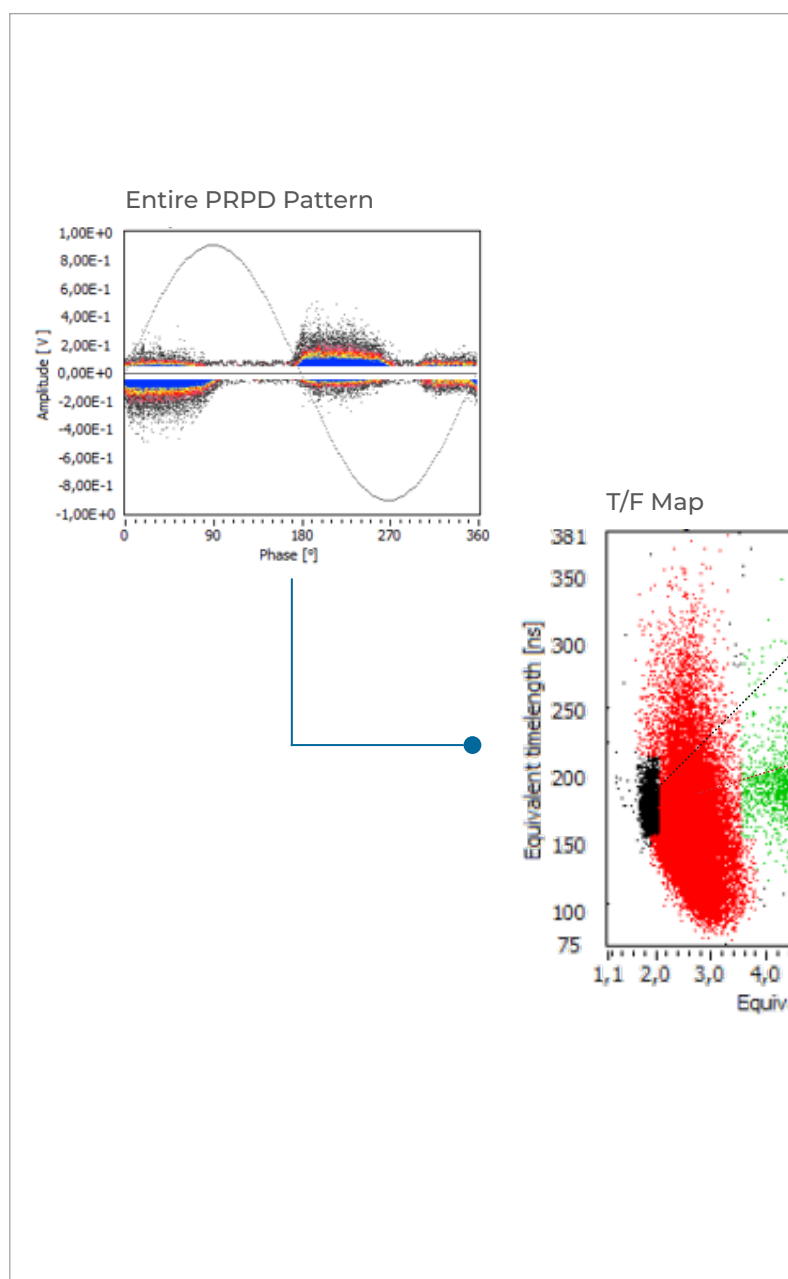 Entire PRPD Pattern
1,00E+0
8,00E-1
6,00E-1
4,00E-1
2,00E-1
0,00E+0
-2,00E-1
-4,00E-1
-6,00E-1
-8,00E-1
-1,00E+0
Amplitude [V]
0 90 180 270 360
Phase [°]
T/F Map
381
350
300
250
200
150
100
75
Equivalent timelength [ns]
1,1 2,0 3,0 4,0
Equiva